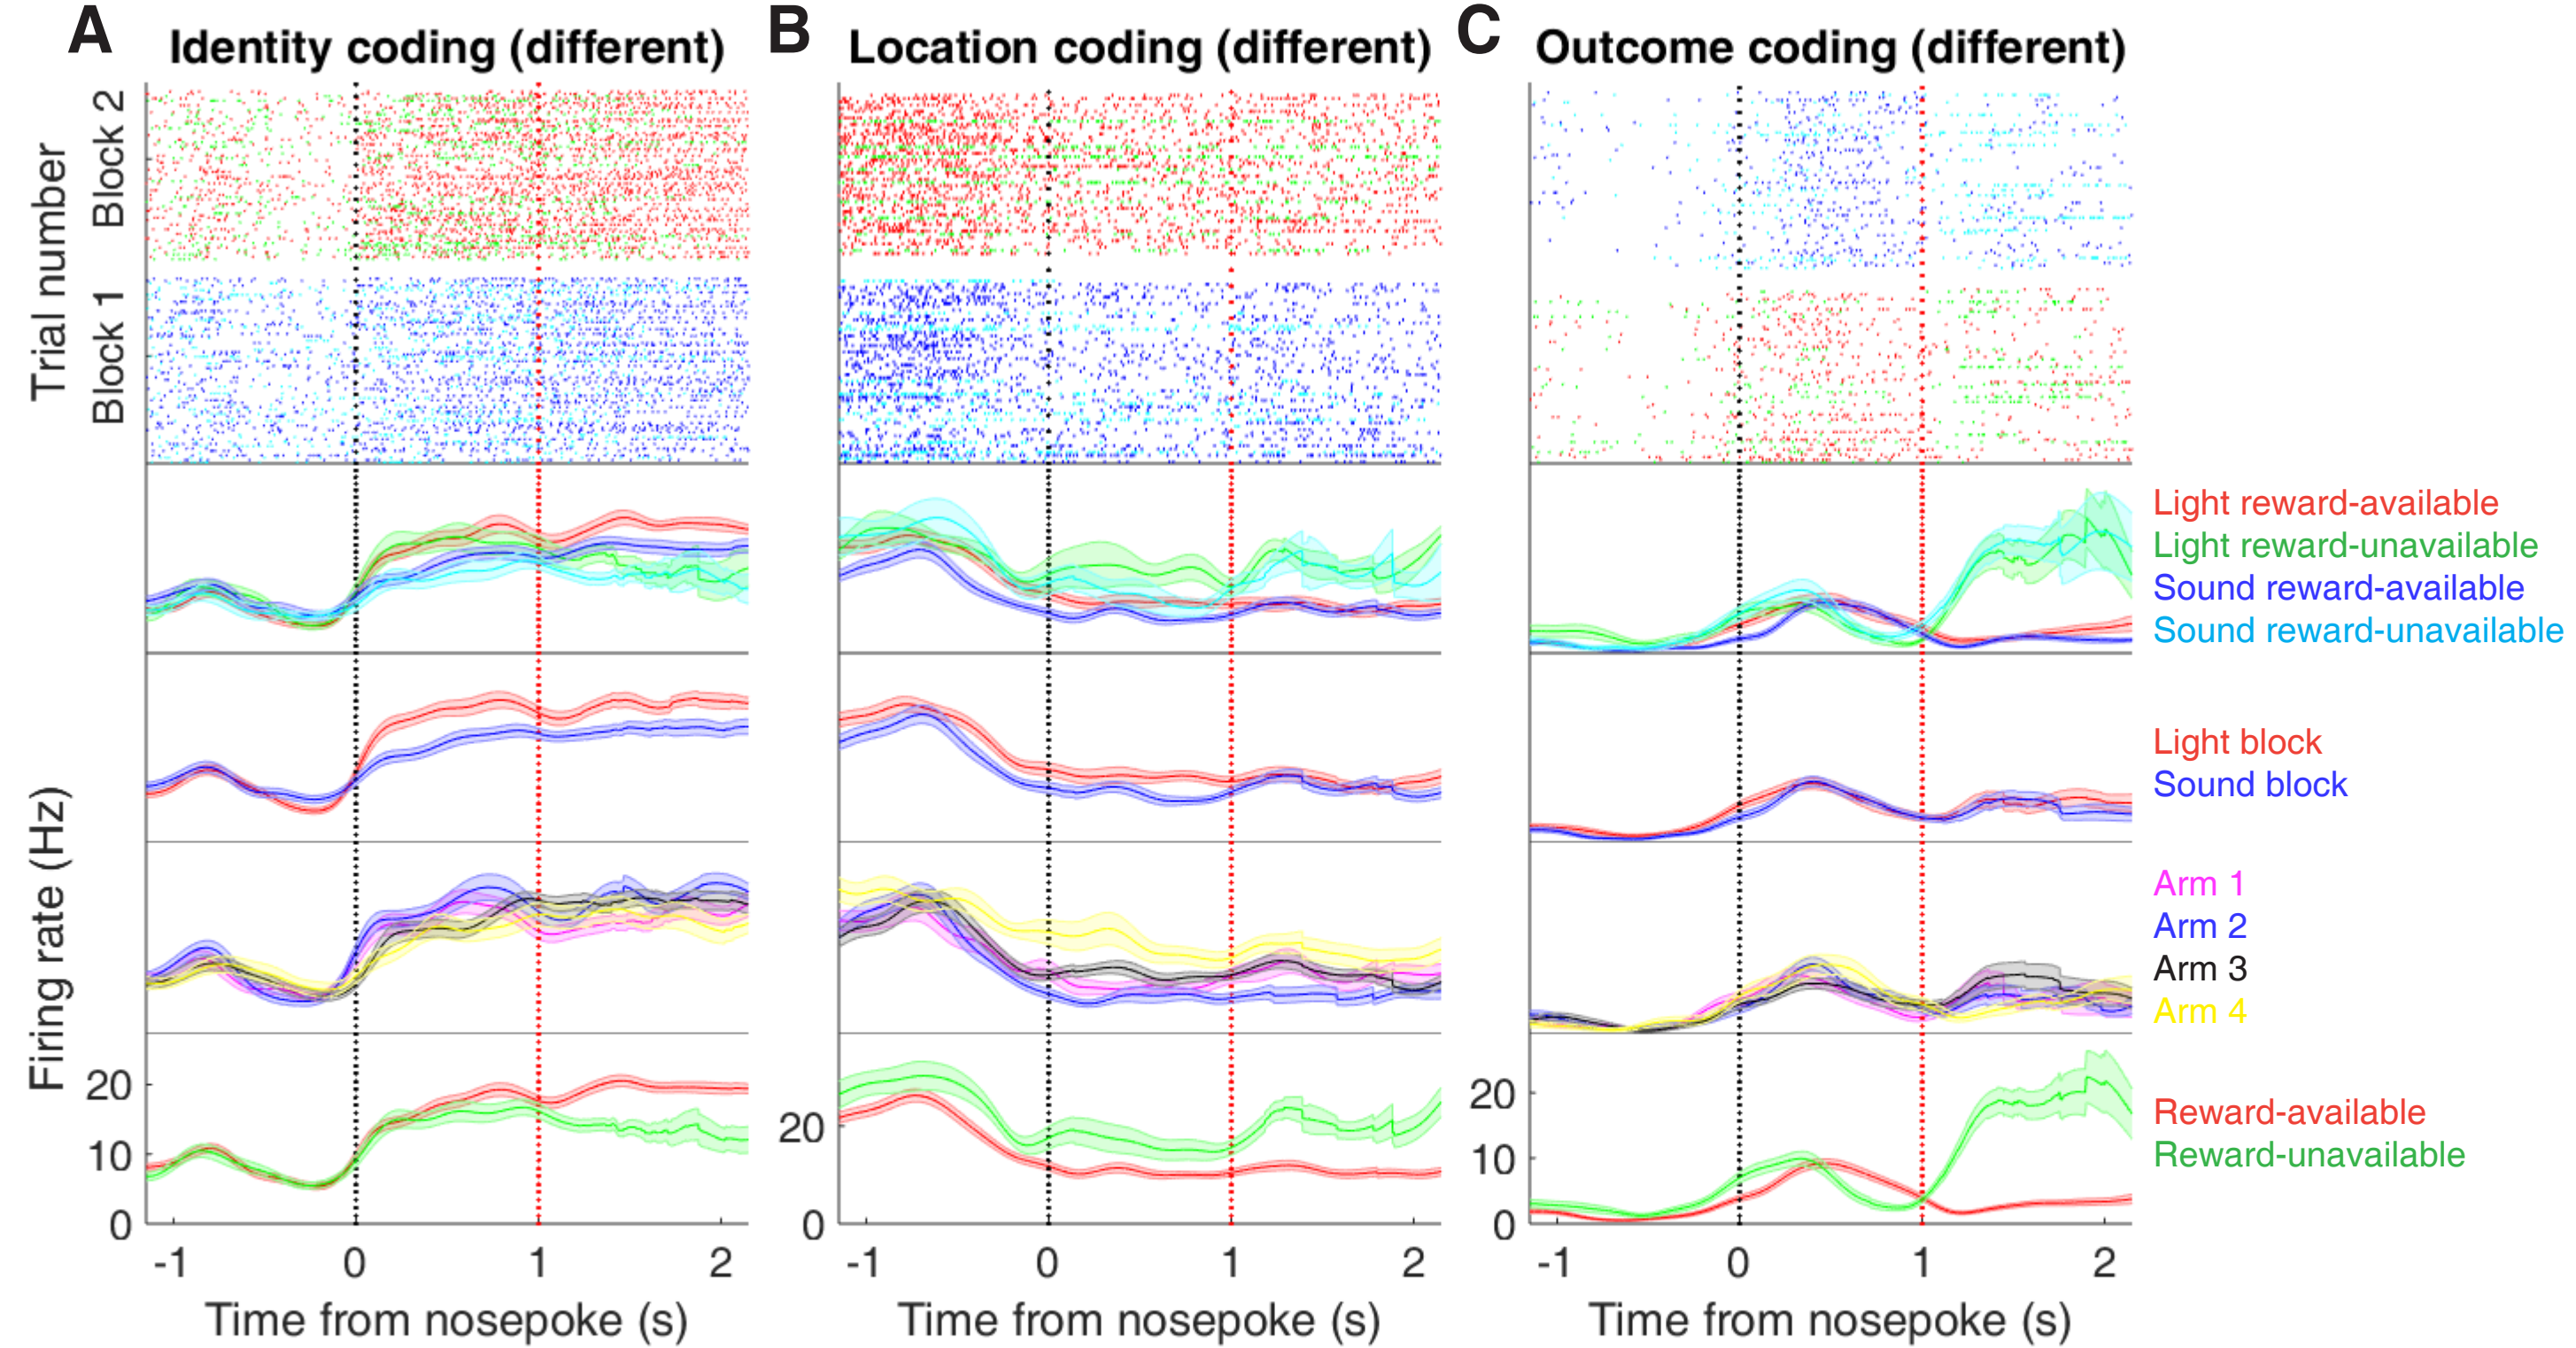 A
Identity coding (different)
B
Location coding (different)
C
Outcome coding (different)
Trial number
Block 2
Block 1
Firing rate (Hz)
20
10
0
-1
0
1
2
Time from nosepoke (s)
20
0
-1
0
1
2
Time from nosepoke (s)
20
10
0
-1
0
1
2
Time from nosepoke (s)
Light reward-available
Light reward-unavailable
Sound reward-available
Sound reward-unavailable
Light block
Sound block
Arm 1
Arm 2
Arm 3
Arm 4
Reward-available
Reward-unavailable